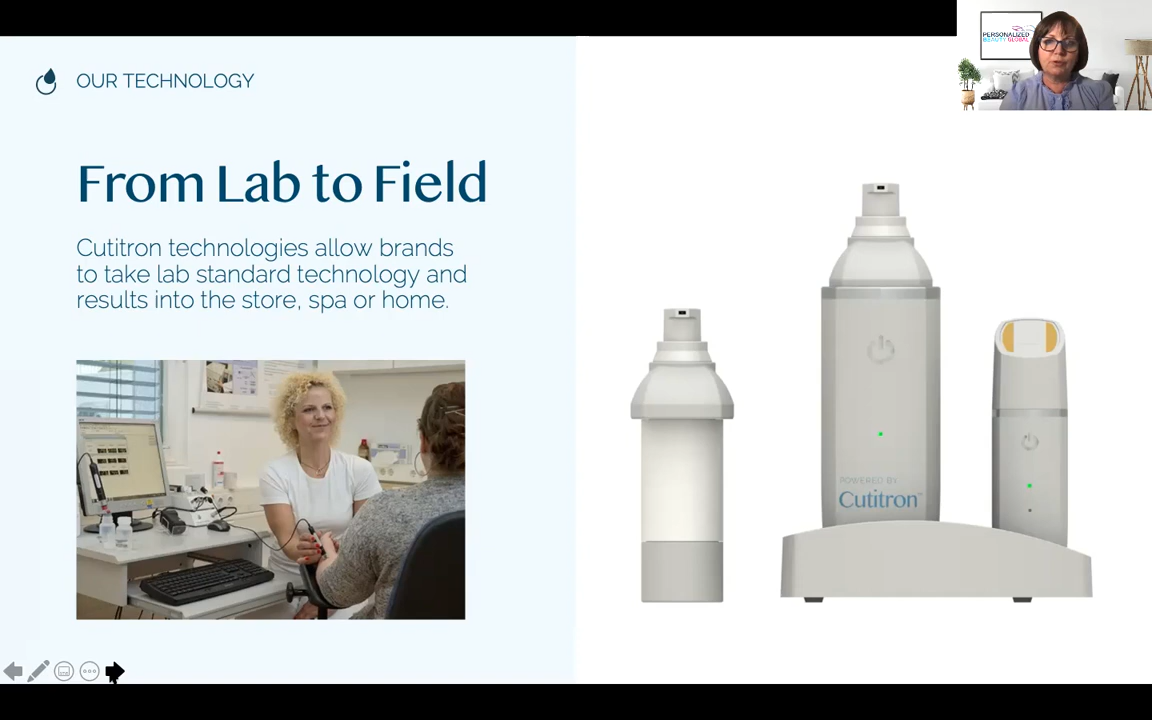 OUR TECHNOLOGY
From Lab to Field
Cutitron technologies allow brands
to take lab standard technology and
results into the store, spa or home.
PERSONALIZED
BEAUTY GLOBAL
POWERED BY
Cutitron™